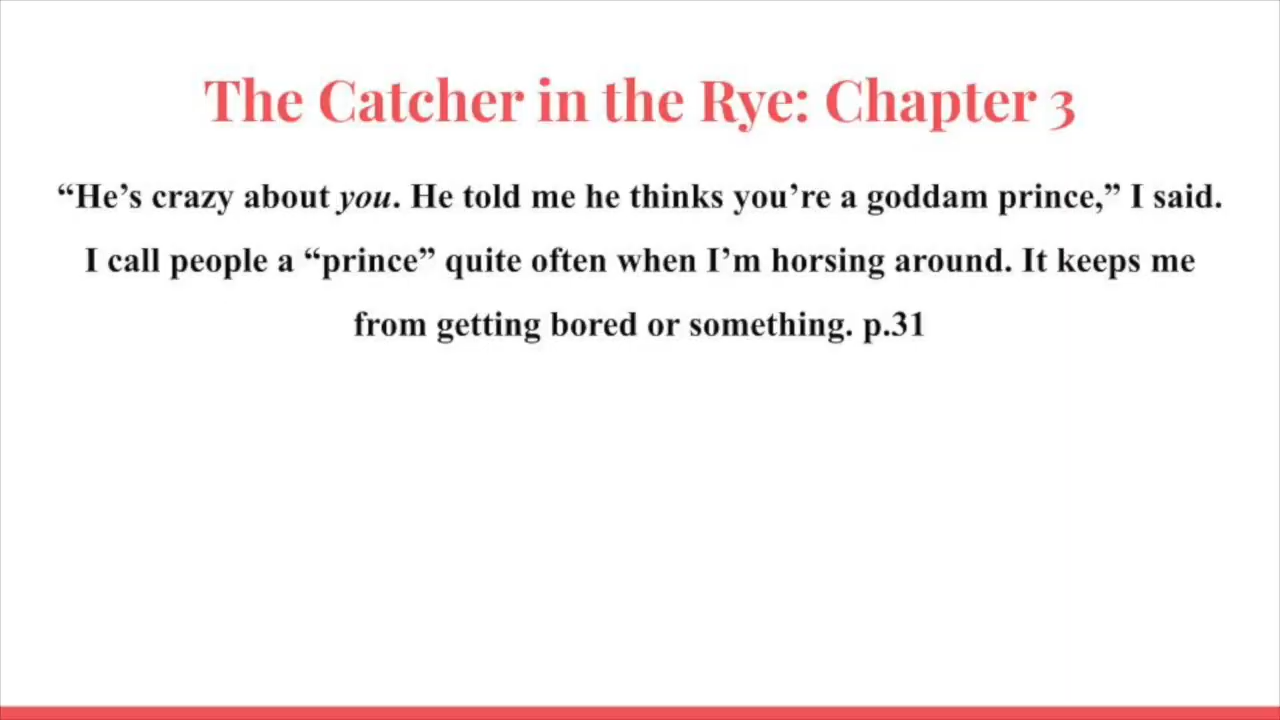 The Catcher in the Rye: Chapter 3
“He’s crazy about you. He told me he thinks you’re a goddam prince,” I said.
I call people a “prince” quite often when I’m horsing around. It keeps me
from getting bored or something. p.31